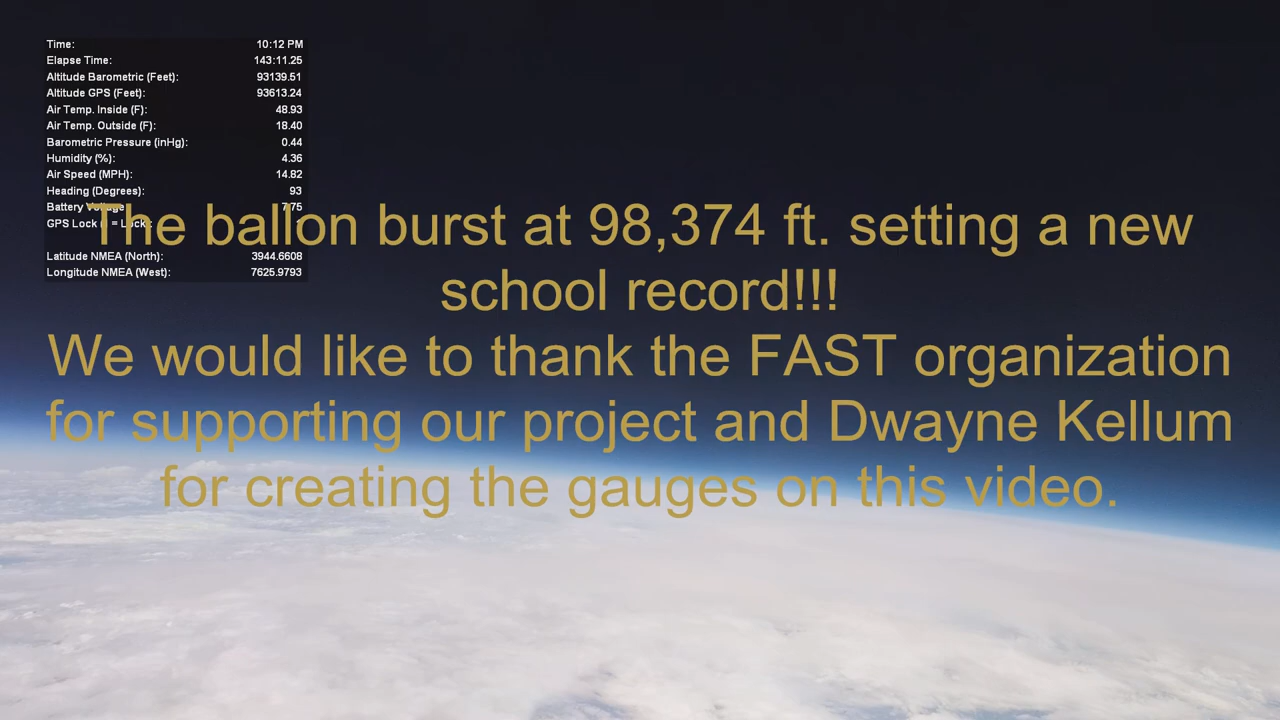 Time: 10:12 PM
Elapse Time: 143:11.25
Altitude Barometric (Feet): 93139.51
Altitude GPS (Feet): 93613.24
Air Temp. Inside (F): 48.93
Air Temp. Outside (F): 18.40
Barometric Pressure (inHg): 0.44
Humidity (%): 4.36
Air Speed (MPH): 14.82
Heading (Degrees): 93
Battery Voltage: 7.75
GPS Lock = Lock
Latitude NMEA (North): 3944.6608
Longitude NMEA (West): 7625.9793
The ballon burst at 98,374 ft. setting a new
school record!!!
We would like to thank the FAST organization
for supporting our project and Dwayne Kellum
for creating the gauges on this video.